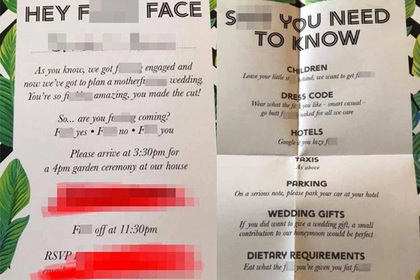 HEY F FACE
As you know, we got f engaged and
now we've got to plan a motherf wedding.
You're so f amazing, you made the cut!
So... are you f coming?
F yes • F no • F you
Please arrive at 3:30pm for
a 4pm garden ceremony at our house
F off at 11:30pm
RSVP
S YOU NEED
TO KNOW
CHILDREN
Leave your little behind, we want to get f
DRESS CODE
Wear what the f you like - smart casual -
go butt f naked for all we care
HOTELS
Google it you lazy f
TAXIS
As above
PARKING
On a serious note, please park your car at your hotel
WEDDING GIFTS
If you did want to give a wedding gift, a small
contribution to our honeymoon would be perfect
DIETARY REQUIREMENTS
Eat what the f you're given you fat f